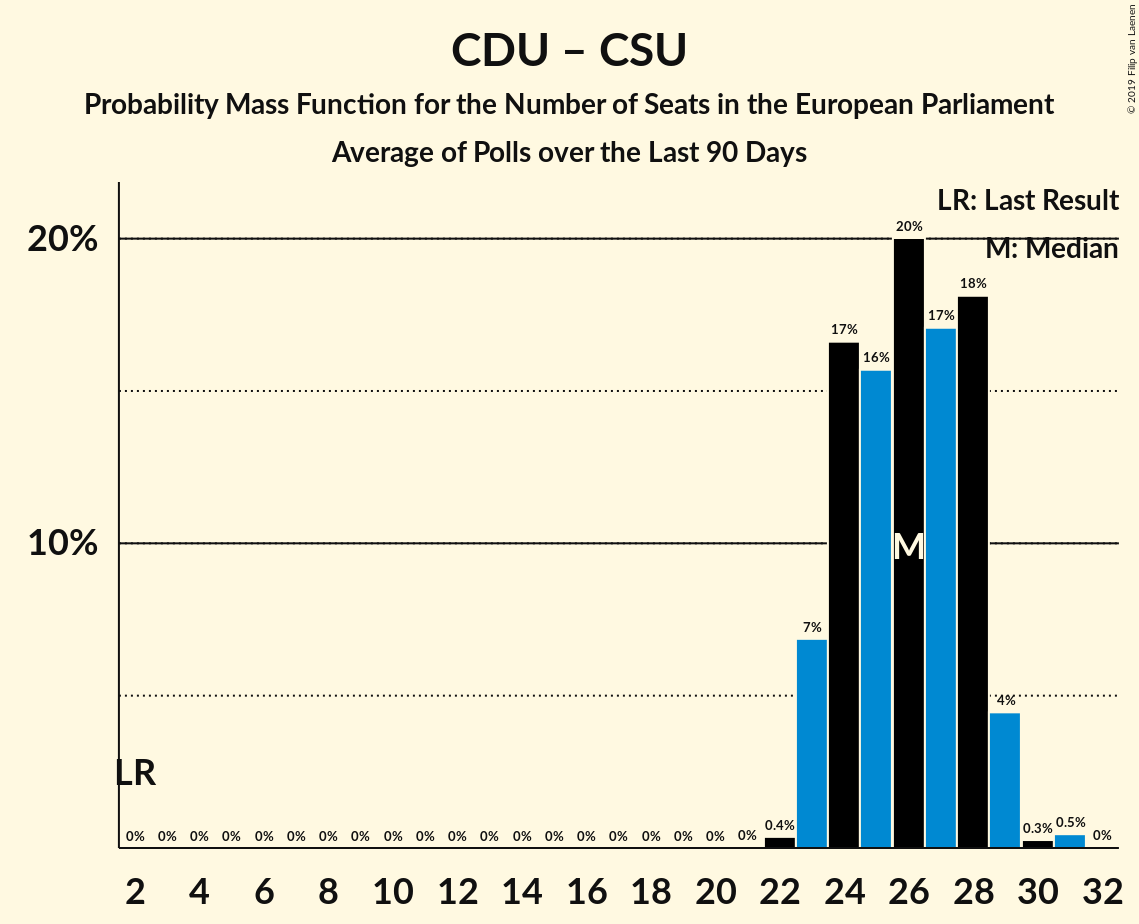 CDU – CSU
Probability Mass Function for the Number of Seats in the European Parliament
Average of Polls over the Last 90 Days
© 2019 Filip van Laenen
LR: Last Result
M: Median
20%
10%
20%
18%
17%
17%
16%
7%
4%
M
LR
0% 0% 0% 0% 0% 0% 0% 0% 0% 0% 0% 0% 0% 0% 0% 0% 0% 0% 0% 0% 0.4% 0.3% 0.5% 0%
2 4 6 8 10 12 14 16 18 20 22 24 26 28 30 32